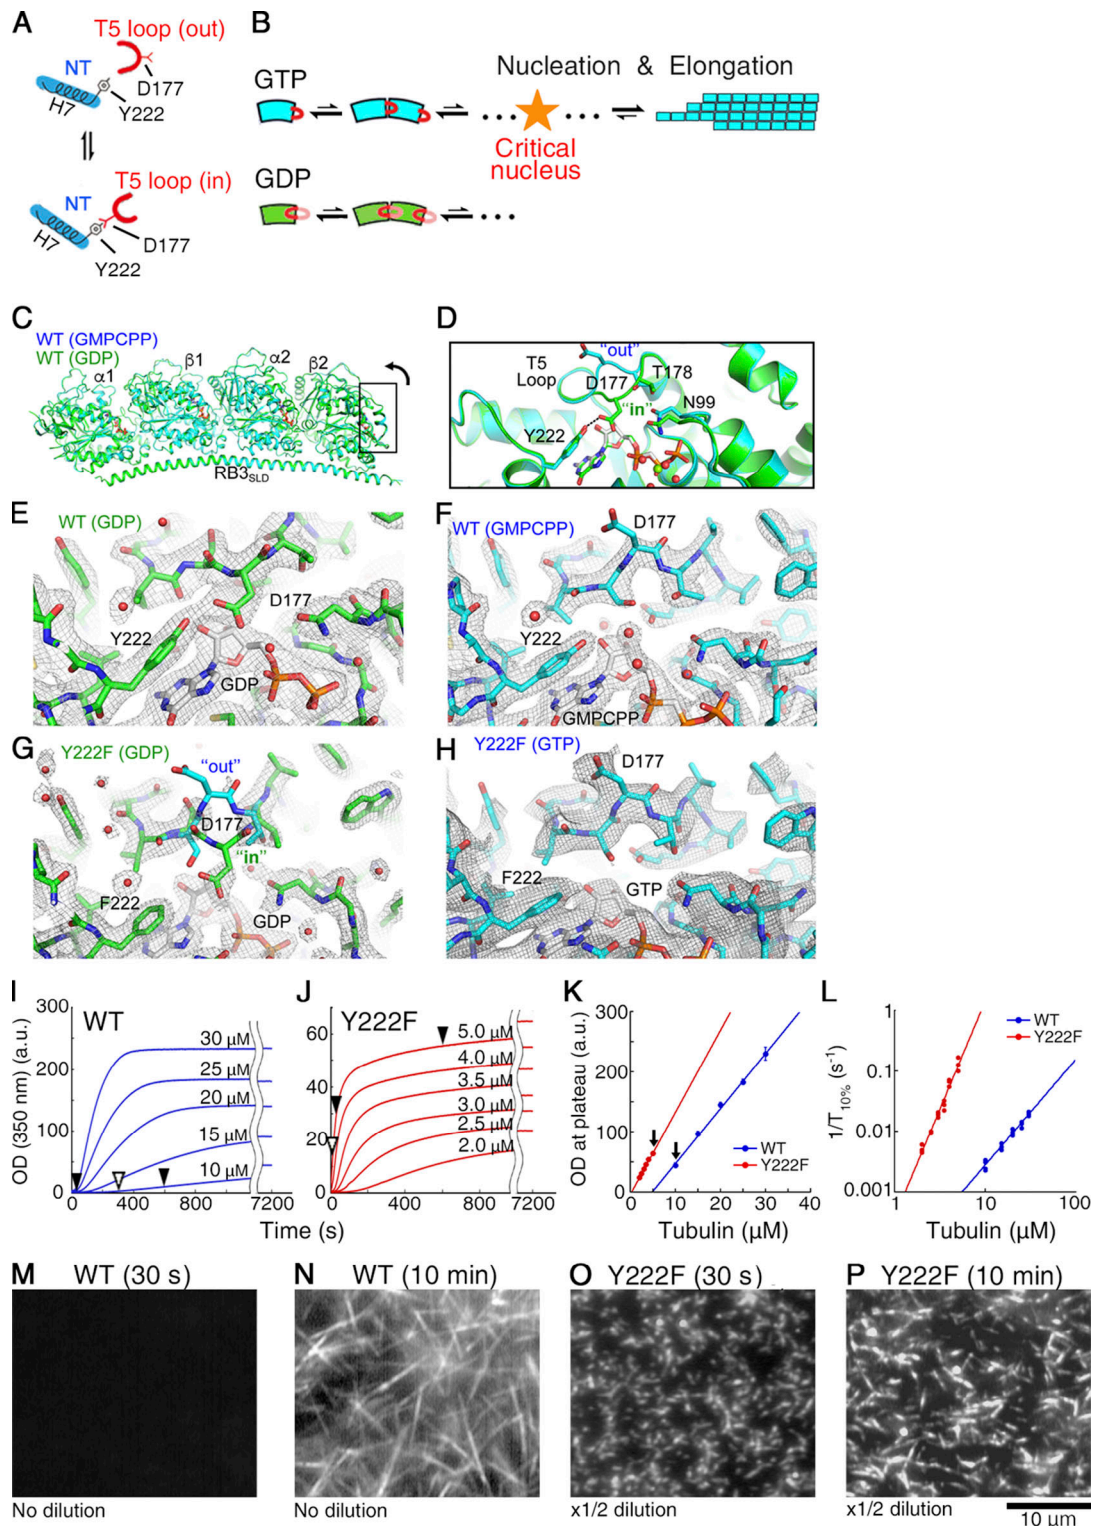 A
T5 loop (out)
NT
D177
H7
Y222
T5 loop (in)
NT
H7
D177
Y222
B
Nucleation & Elongation
GTP
Critical
nucleus
GDP
C
WT (GMPCPP)
WT (GDP)
α1
β1
α2
β2
RB3SLD
D
"out"
T5
Loop
D177
T178
"in"
N99
Y222
E
WT (GDP)
D177
Y222
GDP
F
WT (GMPCPP)
D177
Y222
GMPCPP
G
Y222F (GDP)
"out"
D177
"in"
F222
GDP
H
Y222F (GTP)
D177
F222
GTP
I
WT
OD (350 nm) (a.u.)
300
200
100
0
30 µM
25 µM
20 µM
15 µM
10 µM
0
400
800
7200
Time (s)
J
Y222F
60
40
20
0
5.0 µM
4.0 µM
3.5 µM
3.0 µM
2.5 µM
2.0 µM
0
400
800
7200
K
OD at plateau (a.u.)
300
200
100
0
WT
Y222F
0
10
20
30
40
Tubulin (µM)
L
1/T10% (s-1)
1
0.1
0.01
0.001
WT
Y222F
1
10
100
Tubulin (µM)
M
WT (30 s)
No dilution
N
WT (10 min)
No dilution
O
Y222F (30 s)
x1/2 dilution
P
Y222F (10 min)
x1/2 dilution
10 µm